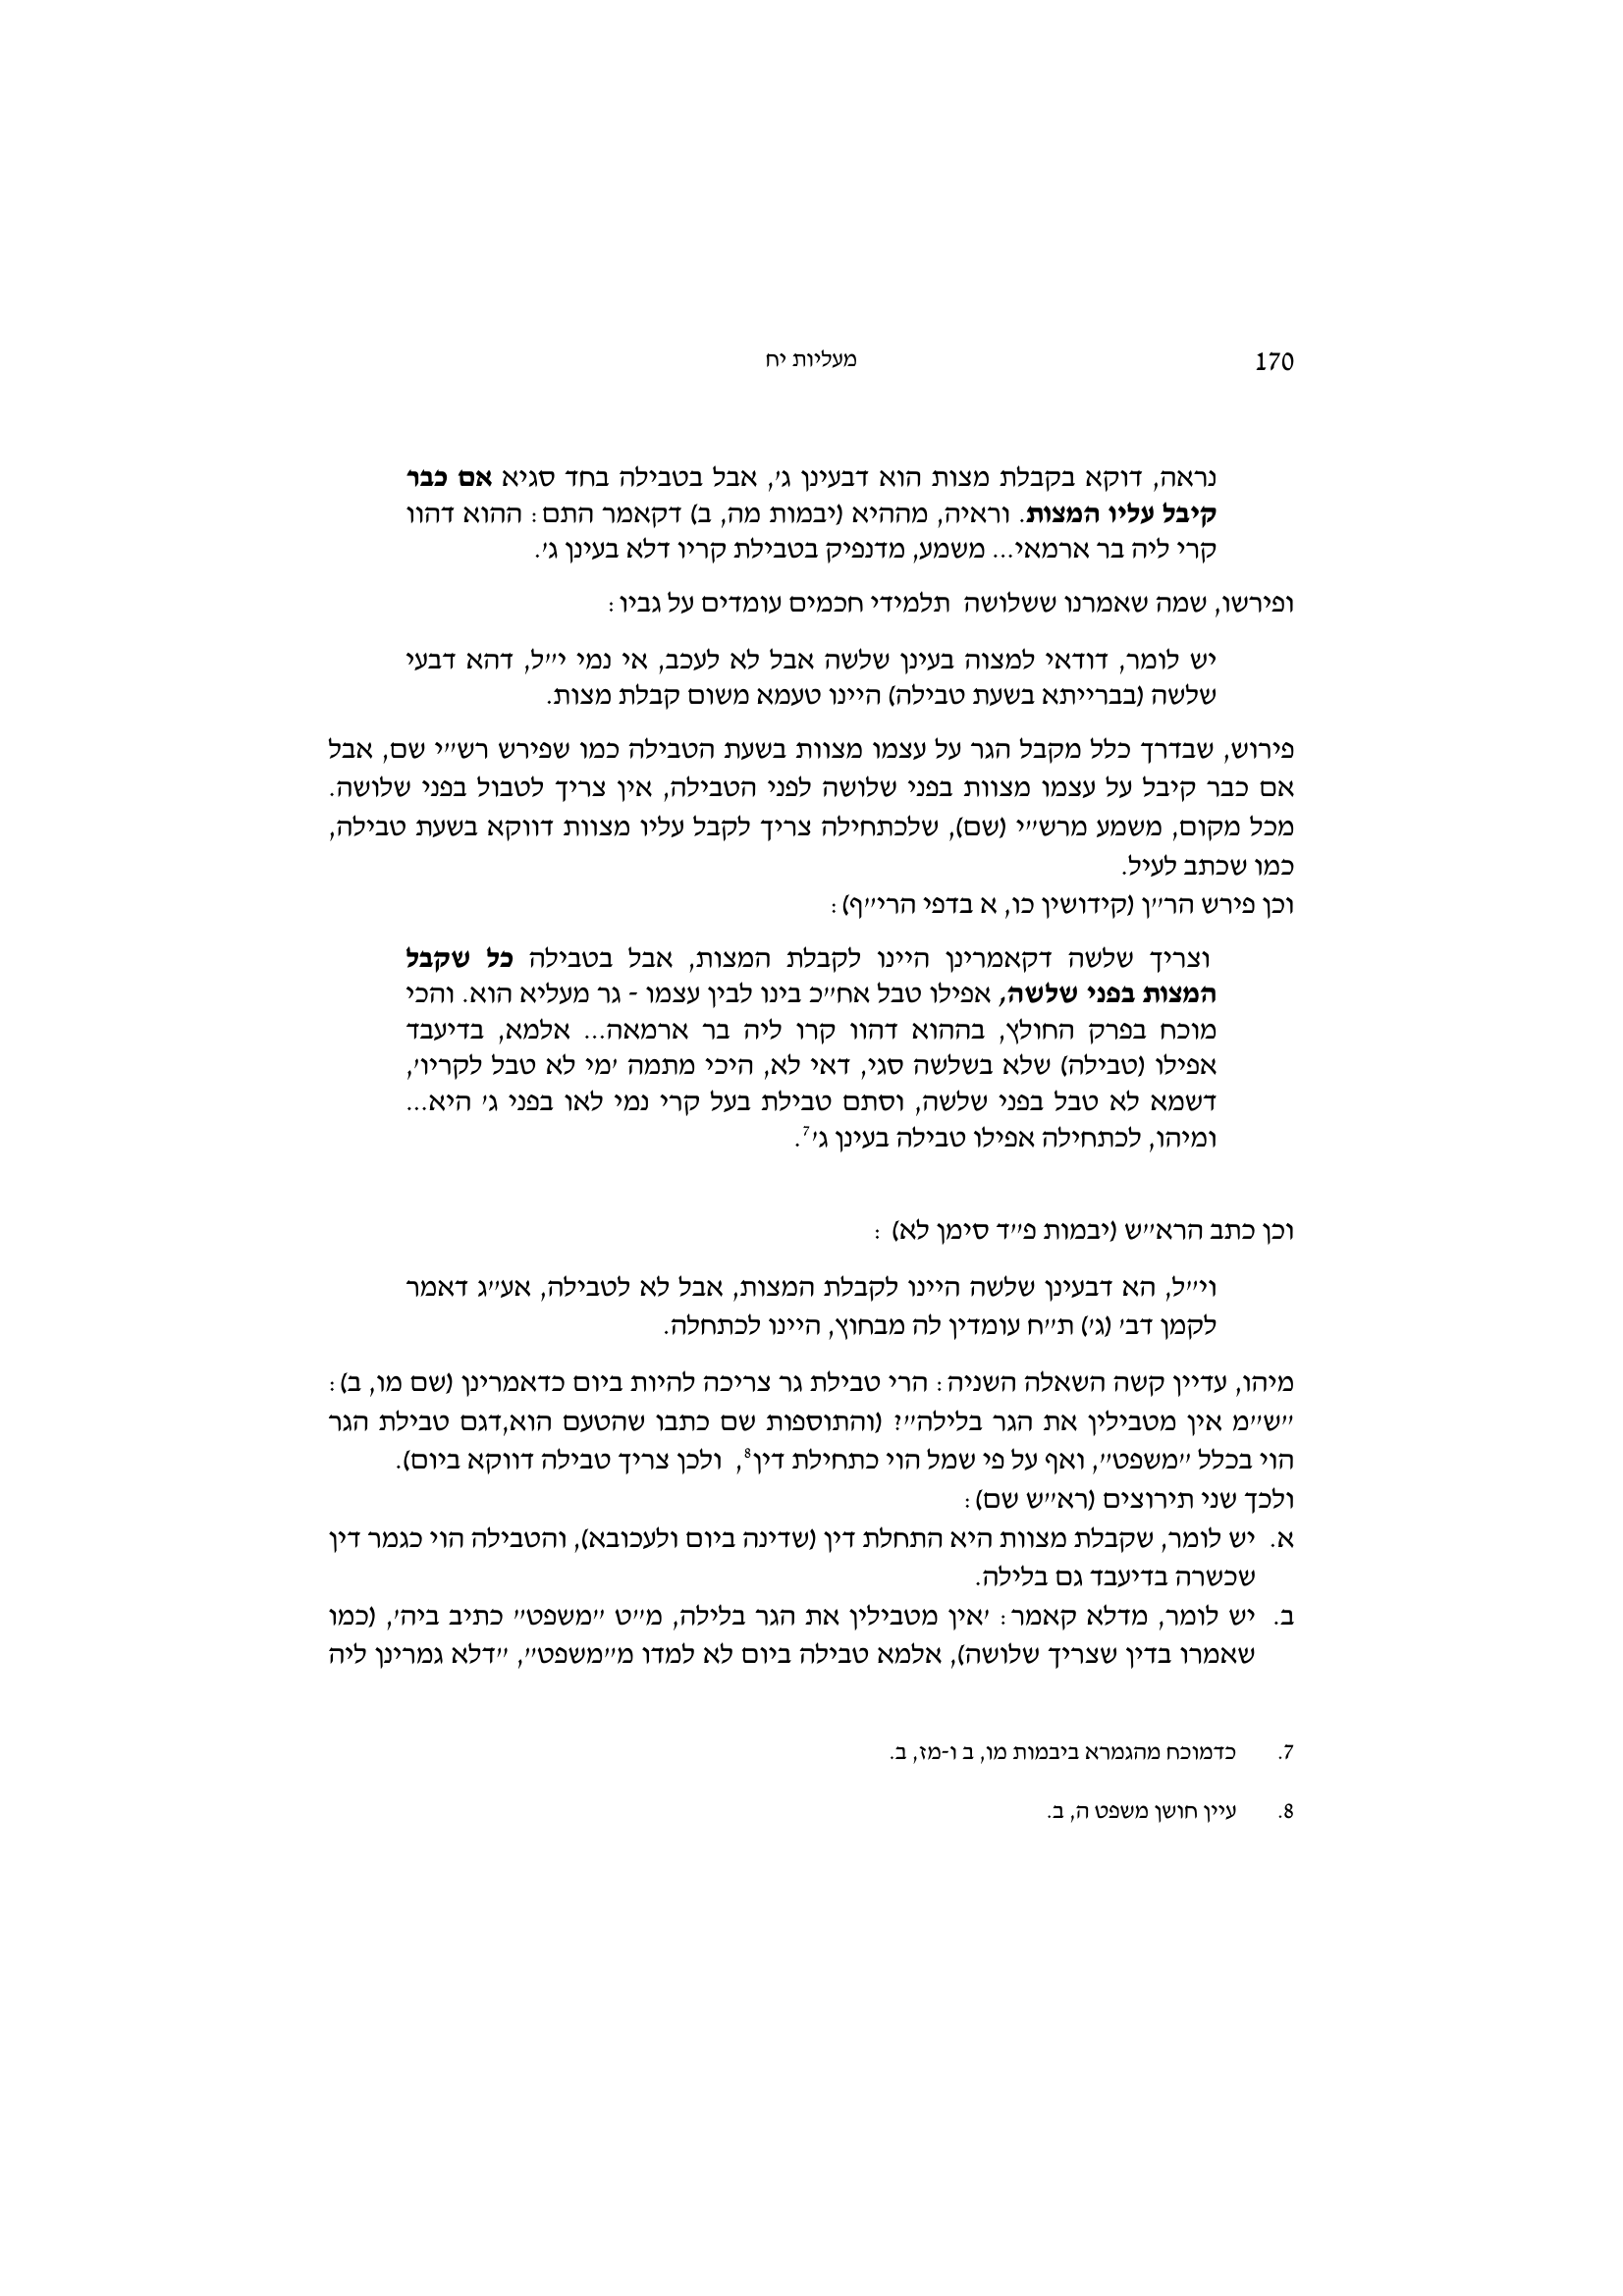 170
מעליות יח
נראה, דוקא בקבלת מצות הוא דבעינן ג׳, אבל בטבילה בחד סגיא אם כבר
קיבל עליו המצות. וראיה, מההיא (יבמות מה, ב) דקאמר התם: ההוא דהוו
קרי ליה בר ארמאי... משמע, מדנפיק בטבילת קריו דלא בעינן ג׳.
ופירשו, שמה שאמרנו ששלושה תלמידי חכמים עומדים על גביו:
יש לומר, דודאי למצוה בעינן שלשה אבל לא לעכב, אי נמי י״ל, דהא דבעי
שלשה (בברייתא בשעת טבילה) היינו טעמא משום קבלת מצות.
פירוש, שבדרך כלל מקבל הגר על עצמו מצוות בשעת הטבילה כמו שפירש רש״י שם, אבל
אם כבר קיבל על עצמו מצוות בפני שלושה לפני הטבילה, אין צריך לטבול בפני שלושה.
מכל מקום, משמע מרש״י (שם), שלכתחילה צריך לקבל עליו מצוות דווקא בשעת טבילה,
כמו שכתב לעיל.
וכן פירש הר״ן (קידושין כו, א בדפי הרי״ף):
וצריך שלשה דקאמרינן היינו לקבלת המצות, אבל בטבילה כל שקבל
המצות בפני שלשה, אפילו טבל אח״כ בינו לבין עצמו - גר מעליא הוא. והכי
מוכח בפרק החולץ, בההוא דהוו קרו ליה בר ארמאה... אלמא, בדיעבד
אפילו (טבילה) שלא בשלשה סגי, דאי לא, היכי מתמה ׳מי לא טבל לקריו׳,
דשמא לא טבל בפני שלשה, וסתם טבילת בעל קרי נמי לאו בפני ג׳ היא...
ומיהו, לכתחילה אפילו טבילה בעינן ג׳7.
וכן כתב הרא״ש (יבמות פ״ד סימן לא) :
וי״ל, הא דבעינן שלשה היינו לקבלת המצות, אבל לא לטבילה, אע״ג דאמר
לקמן דב׳ (ג׳) ת״ח עומדין לה מבחוץ, היינו לכתחלה.
מיהו, עדיין קשה השאלה השניה: הרי טבילת גר צריכה להיות ביום כדאמרינן (שם מו, ב):
״ש״מ אין מטבילין את הגר בלילה״? (והתוספות שם כתבו שהטעם הוא,דגם טבילת הגר
הוי בכלל ״משפט״, ואף על פי שמל הוי כתחילת דין8, ולכן צריך טבילה דווקא ביום).
ולכך שני תירוצים (רא״ש שם):
א. יש לומר, שקבלת מצוות היא התחלת דין (שדינה ביום ולעכובא), והטבילה הוי כגמר דין
שכשרה בדיעבד גם בלילה.
ב. יש לומר, מדלא קאמר: ׳אין מטבילין את הגר בלילה, מ״ט ״משפט״ כתיב ביה׳, (כמו
שאמרו בדין שצריך שלושה), אלמא טבילה ביום לא למדו מ״משפט״, ״דלא גמרינן ליה
7. כדמוכח מהגמרא ביבמות מו, ב ו-מז, ב.
8. עיין חושן משפט ה, ב.